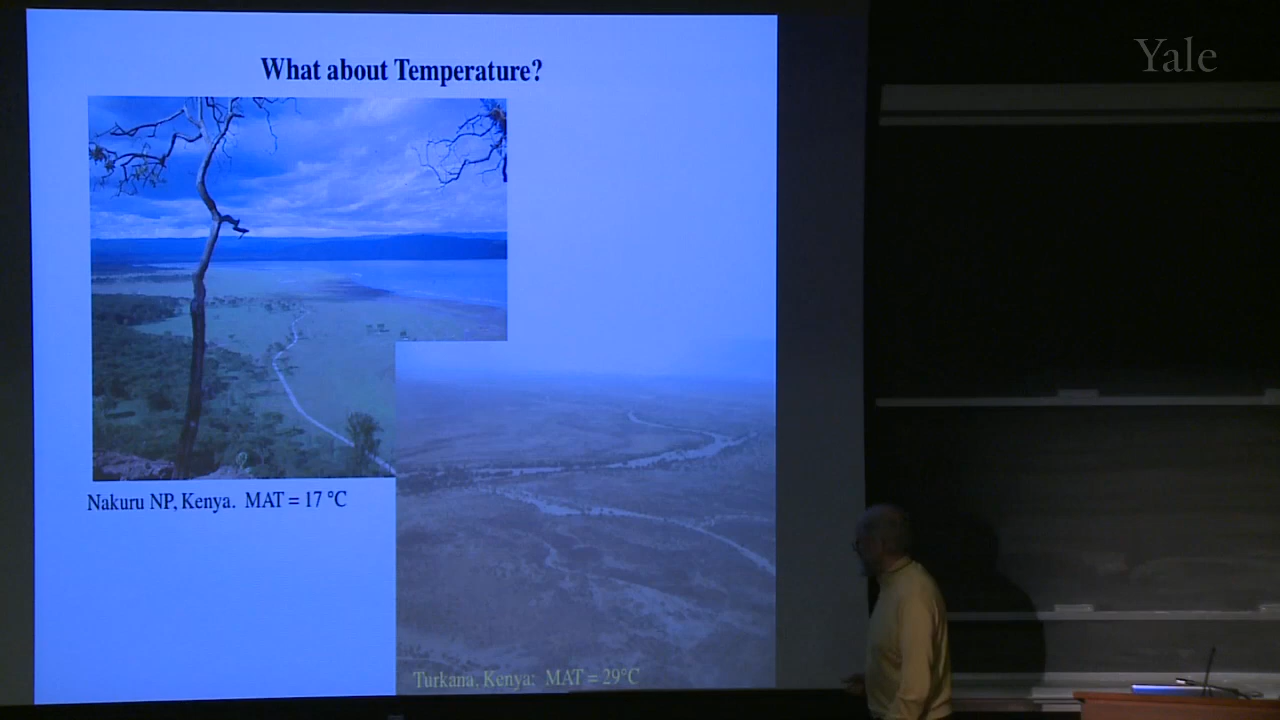 Yale
What about Temperature?
Nakuru NP, Kenya. MAT = 17 °C
Turkana, Kenya: MAT = 29°C